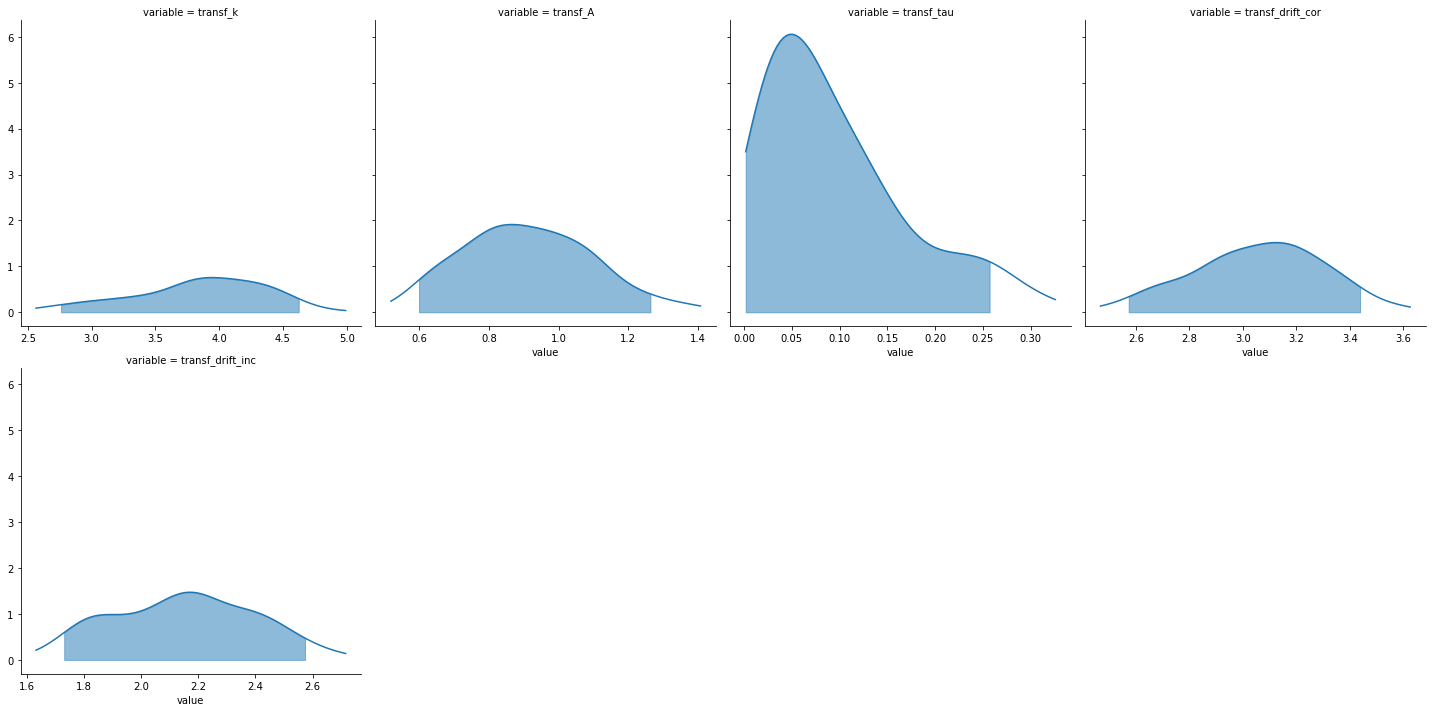 variable = transf_k
variable = transf_A
variable = transf_tau
variable = transf_drift_cor
6
5
4
3
2
1
0
2.5 3.0 3.5 4.0 4.5 5.0
0.6 0.8 1.0 1.2 1.4
0.00 0.05 0.10 0.15 0.20 0.25 0.30
2.6 2.8 3.0 3.2 3.4 3.6
value
value
value
variable = transf_drift_inc
6
5
4
3
2
1
0
1.6 1.8 2.0 2.2 2.4 2.6
value